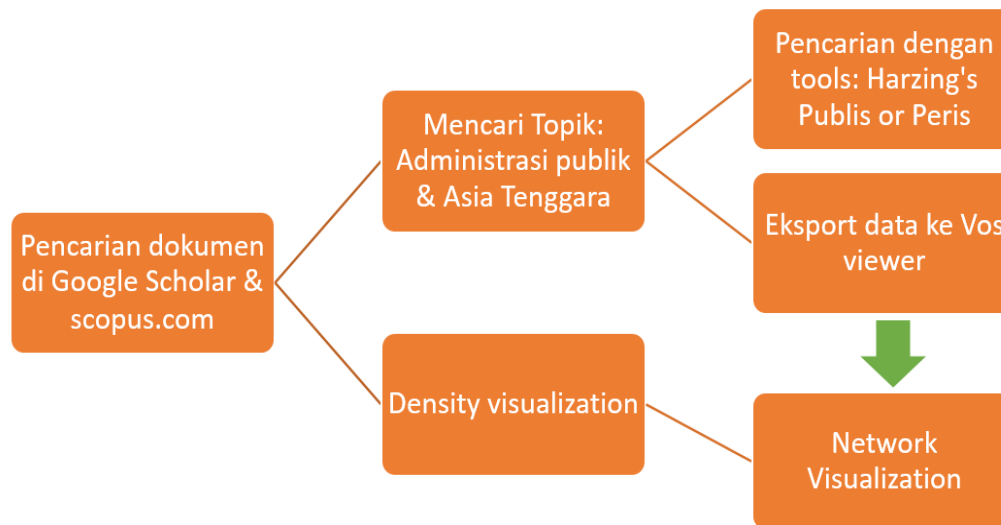 Pencarian dokumen
di Google Scholar &
scopus.com
Mencari Topik:
Administrasi publik
& Asia Tenggara
Pencarian dengan
tools: Harzing's
Publis or Peris
Eksport data ke Vos
viewer
Density visualization
Network
Visualization